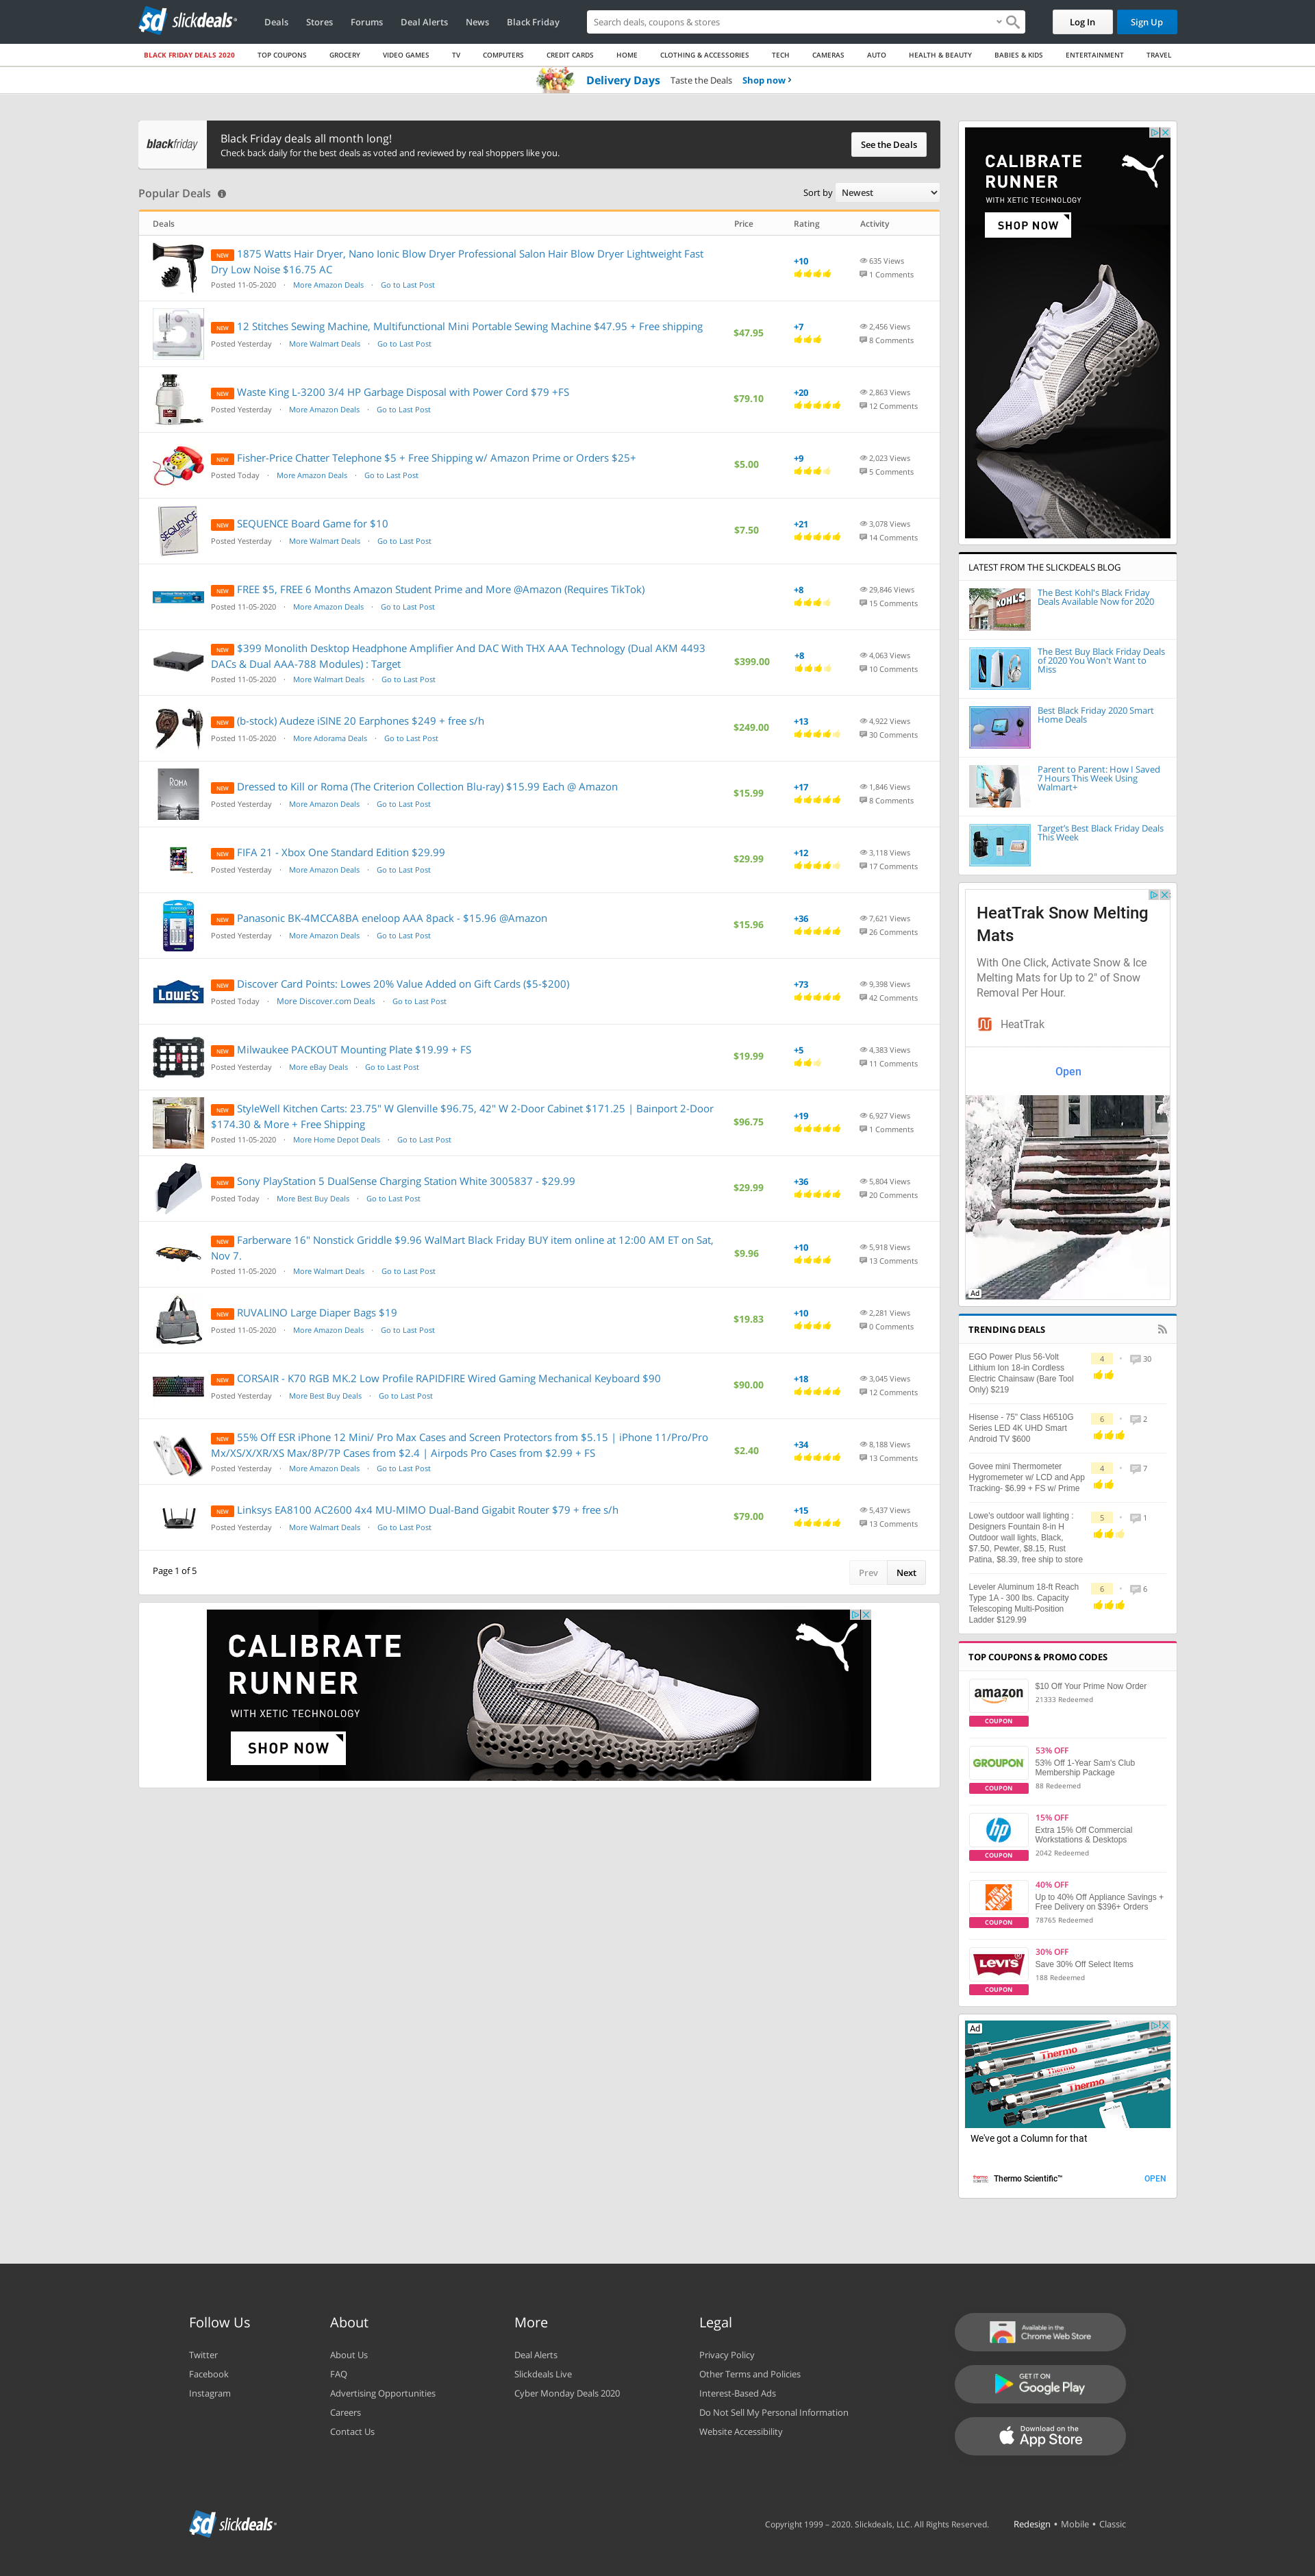 slickdeals
Deals
Stores
Forums
Deal Alerts
News
Black Friday
Search deals, coupons & stores
Log In
Sign Up
BLACK FRIDAY DEALS 2020
TOP COUPONS
GROCERY
VIDEO GAMES
TV
COMPUTERS
CREDIT CARDS
HOME
CLOTHING & ACCESSORIES
TECH
CAMERAS
AUTO
HEALTH & BEAUTY
BABIES & KIDS
ENTERTAINMENT
TRAVEL
Delivery Days Taste the Deals Shop now ›
blackfriday
Black Friday deals all month long!
Check back daily for the best deals as voted and reviewed by real shoppers like you.
See the Deals
Popular Deals
Sort by Newest
Deals Price Rating Activity
NEW 1875 Watts Hair Dryer, Nano Ionic Blow Dryer Professional Salon Hair Blow Dryer Lightweight Fast
Dry Low Noise $16.75 AC
Posted 11-05-2020 · More Amazon Deals · Go to Last Post
+10
635 Views
1 Comments
NEW 12 Stitches Sewing Machine, Multifunctional Mini Portable Sewing Machine $47.95 + Free shipping
Posted Yesterday · More Walmart Deals · Go to Last Post
$47.95
+7
2,456 Views
8 Comments
NEW Waste King L-3200 3/4 HP Garbage Disposal with Power Cord $79 +FS
Posted Yesterday · More Amazon Deals · Go to Last Post
$79.10
+20
2,863 Views
12 Comments
NEW Fisher-Price Chatter Telephone $5 + Free Shipping w/ Amazon Prime or Orders $25+
Posted Today · More Amazon Deals · Go to Last Post
$5.00
+9
2,023 Views
5 Comments
SEQUENCE
NEW SEQUENCE Board Game for $10
Posted Yesterday · More Walmart Deals · Go to Last Post
$7.50
+21
3,078 Views
14 Comments
NEW FREE $5, FREE 6 Months Amazon Student Prime and More @Amazon (Requires TikTok)
Posted 11-05-2020 · More Amazon Deals · Go to Last Post
+8
29,846 Views
15 Comments
NEW $399 Monolith Desktop Headphone Amplifier And DAC With THX AAA Technology (Dual AKM 4493
DACs & Dual AAA-788 Modules) : Target
Posted 11-05-2020 · More Walmart Deals · Go to Last Post
$399.00
+8
4,063 Views
10 Comments
NEW (b-stock) Audeze iSINE 20 Earphones $249 + free s/h
Posted 11-05-2020 · More Adorama Deals · Go to Last Post
$249.00
+13
4,922 Views
30 Comments
ROMA
NEW Dressed to Kill or Roma (The Criterion Collection Blu-ray) $15.99 Each @ Amazon
Posted Yesterday · More Amazon Deals · Go to Last Post
$15.99
+17
1,846 Views
8 Comments
NEW FIFA 21 - Xbox One Standard Edition $29.99
Posted Yesterday · More Amazon Deals · Go to Last Post
$29.99
+12
3,118 Views
17 Comments
NEW Panasonic BK-4MCCA8BA eneloop AAA 8pack - $15.96 @Amazon
Posted Yesterday · More Amazon Deals · Go to Last Post
$15.96
+36
7,621 Views
26 Comments
LOWE'S
NEW Discover Card Points: Lowes 20% Value Added on Gift Cards ($5-$200)
Posted Today · More Discover.com Deals · Go to Last Post
+73
9,398 Views
42 Comments
NEW Milwaukee PACKOUT Mounting Plate $19.99 + FS
Posted Yesterday · More eBay Deals · Go to Last Post
$19.99
+5
4,383 Views
11 Comments
NEW StyleWell Kitchen Carts: 23.75" W Glenville $96.75, 42" W 2-Door Cabinet $171.25 | Bainport 2-Door
$174.30 & More + Free Shipping
Posted 11-05-2020 · More Home Depot Deals · Go to Last Post
$96.75
+19
6,927 Views
1 Comments
NEW Sony PlayStation 5 DualSense Charging Station White 3005837 - $29.99
Posted Today · More Best Buy Deals · Go to Last Post
$29.99
+36
5,804 Views
20 Comments
NEW Farberware 16" Nonstick Griddle $9.96 WalMart Black Friday BUY item online at 12:00 AM ET on Sat,
Nov 7.
Posted 11-05-2020 · More Walmart Deals · Go to Last Post
$9.96
+10
5,918 Views
13 Comments
NEW RUVALINO Large Diaper Bags $19
Posted 11-05-2020 · More Amazon Deals · Go to Last Post
$19.83
+10
2,281 Views
0 Comments
NEW CORSAIR - K70 RGB MK.2 Low Profile RAPIDFIRE Wired Gaming Mechanical Keyboard $90
Posted Yesterday · More Best Buy Deals · Go to Last Post
$90.00
+18
3,045 Views
12 Comments
NEW 55% Off ESR iPhone 12 Mini/ Pro Max Cases and Screen Protectors from $5.15 | iPhone 11/Pro/Pro
Mx/XS/X/XR/XS Max/8P/7P Cases from $2.4 | Airpods Pro Cases from $2.99 + FS
Posted Yesterday · More Amazon Deals · Go to Last Post
$2.40
+34
8,188 Views
13 Comments
NEW Linksys EA8100 AC2600 4x4 MU-MIMO Dual-Band Gigabit Router $79 + free s/h
Posted Yesterday · More Walmart Deals · Go to Last Post
$79.00
+15
5,437 Views
13 Comments
Page 1 of 5
Prev
Next
CALIBRATE
RUNNER
WITH XETIC TECHNOLOGY
SHOP NOW
CALIBRATE
RUNNER
WITH XETIC TECHNOLOGY
SHOP NOW
LATEST FROM THE SLICKDEALS BLOG
KOHL'S
The Best Kohl's Black Friday
Deals Available Now for 2020
The Best Buy Black Friday Deals
of 2020 You Won't Want to
Miss
Best Black Friday 2020 Smart
Home Deals
Parent to Parent: How I Saved
7 Hours This Week Using
Walmart+
Target's Best Black Friday Deals
This Week
HeatTrak Snow Melting
Mats
With One Click, Activate Snow & Ice
Melting Mats for Up to 2" of Snow
Removal Per Hour.
HeatTrak
Open
Ad
TRENDING DEALS
EGO Power Plus 56-Volt
Lithium Ion 18-in Cordless
Electric Chainsaw (Bare Tool
Only) $219
4 • 30
Hisense - 75" Class H6510G
Series LED 4K UHD Smart
Android TV $600
6 • 2
Govee mini Thermometer
Hygromemeter w/ LCD and App
Tracking- $6.99 + FS w/ Prime
4 • 7
Lowe's outdoor wall lighting :
Designers Fountain 8-in H
Outdoor wall lights, Black,
$7.50, Pewter, $8.15, Rust
Patina, $8.39, free ship to store
5 • 1
Leveler Aluminum 18-ft Reach
Type 1A - 300 lbs. Capacity
Telescoping Multi-Position
Ladder $129.99
6 • 6
TOP COUPONS & PROMO CODES
amazon
COUPON
$10 Off Your Prime Now Order
21333 Redeemed
GROUPON
COUPON
53% OFF
53% Off 1-Year Sam's Club
Membership Package
88 Redeemed
hp
COUPON
15% OFF
Extra 15% Off Commercial
Workstations & Desktops
2042 Redeemed
COUPON
40% OFF
Up to 40% Off Appliance Savings +
Free Delivery on $396+ Orders
78765 Redeemed
LEVI'S
COUPON
30% OFF
Save 30% Off Select Items
188 Redeemed
Ad
Thermo
Thermo
Thermo
We've got a Column for that
Thermo Scientific™
OPEN
Follow Us
Twitter
Facebook
Instagram
About
About Us
FAQ
Advertising Opportunities
Careers
Contact Us
More
Deal Alerts
Slickdeals Live
Cyber Monday Deals 2020
Legal
Privacy Policy
Other Terms and Policies
Interest-Based Ads
Do Not Sell My Personal Information
Website Accessibility
Available in the
Chrome Web Store
GET IT ON
Google Play
Download on the
App Store
slickdeals
Copyright 1999 – 2020. Slickdeals, LLC. All Rights Reserved.
Redesign • Mobile • Classic